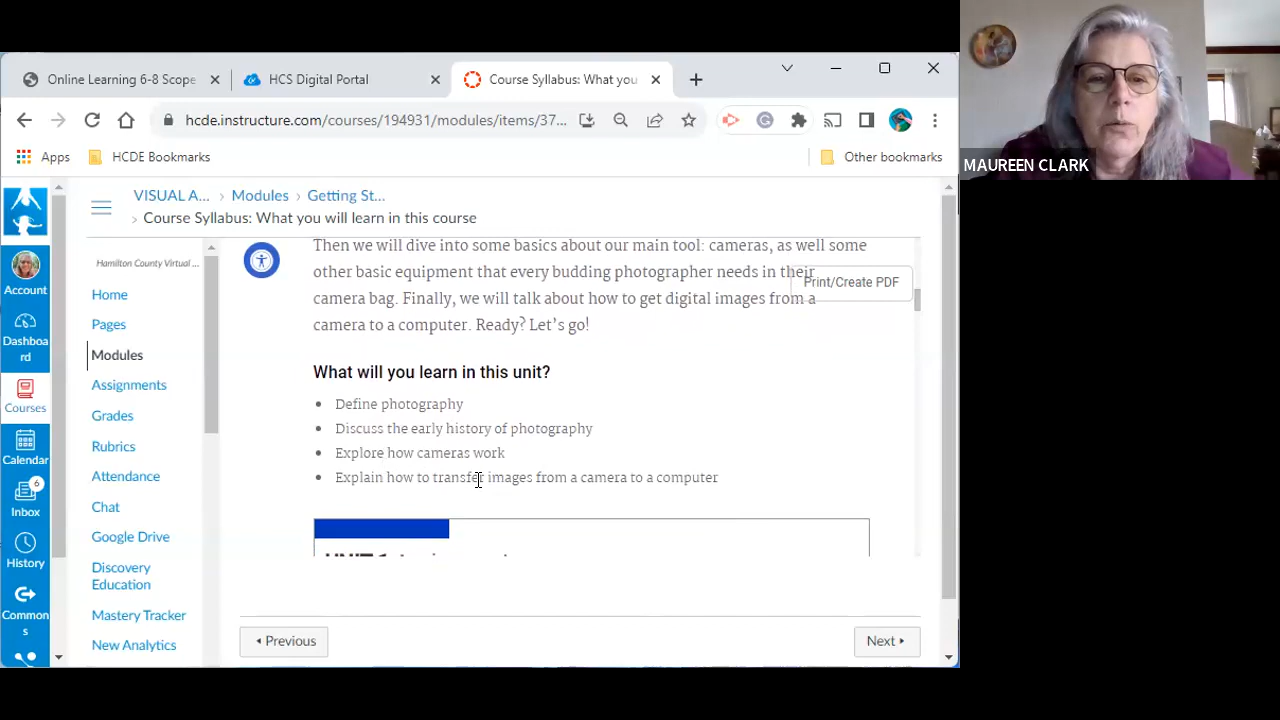 Online Learning 6-8 Scope
HCS Digital Portal
Course Syllabus: What you
hcde.instructure.com/courses/194931/modules/items/37...
Apps
HCDE Bookmarks
Other bookmarks
MAUREEN CLARK
VISUAL A... › Modules › Getting St...
› Course Syllabus: What you will learn in this course
Account
Dashboa
rd
Courses
Calendar
6
Inbox
History
Common
s
Hamilton County Virtual ...
Home
Pages
Modules
Assignments
Grades
Rubrics
Attendance
Chat
Google Drive
Discovery
Education
Mastery Tracker
New Analytics
Then we will dive into some basics about our main tool: cameras, as well some
other basic equipment that every budding photographer needs in their
camera bag. Finally, we will talk about how to get digital images from a
camera to a computer. Ready? Let's go!
Print/Create PDF
What will you learn in this unit?
• Define photography
• Discuss the early history of photography
• Explore how cameras work
• Explain how to transfer images from a camera to a computer
Previous
Next